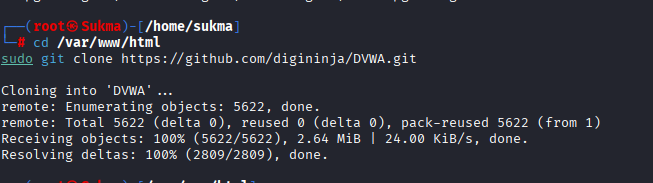 ┌──(root㉿Sukma)-[/home/sukma]
└─# cd /var/www/html
sudo git clone https://github.com/digininja/DVWA.git
Cloning into 'DVWA'...
remote: Enumerating objects: 5622, done.
remote: Total 5622 (delta 0), reused 0 (delta 0), pack-reused 5622 (from 1)
Receiving objects: 100% (5622/5622), 2.64 MiB | 24.00 KiB/s, done.
Resolving deltas: 100% (2809/2809), done.